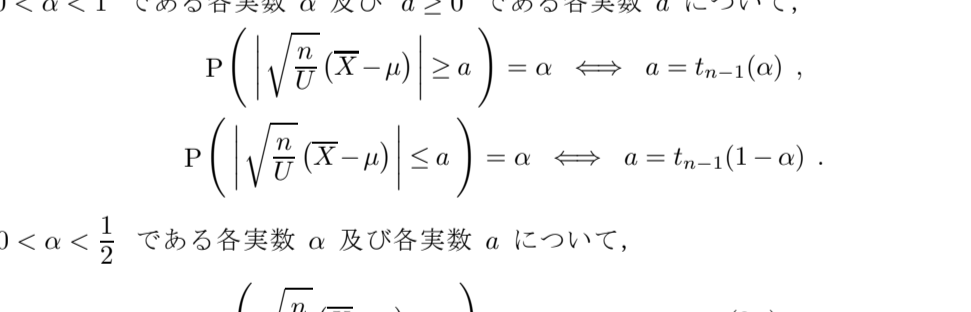 0 < α < 1 である各実数 α 及び a ≥ 0 である各実数 a について,
P( | √(n/U) (X̅ − μ) | ≥ a ) = α ⟺ a = tₙ₋₁(α) ,
P( | √(n/U) (X̅ − μ) | ≤ a ) = α ⟺ a = tₙ₋₁(1 − α) .
0 < α < 1/2 である各実数 α 及び各実数 a について,